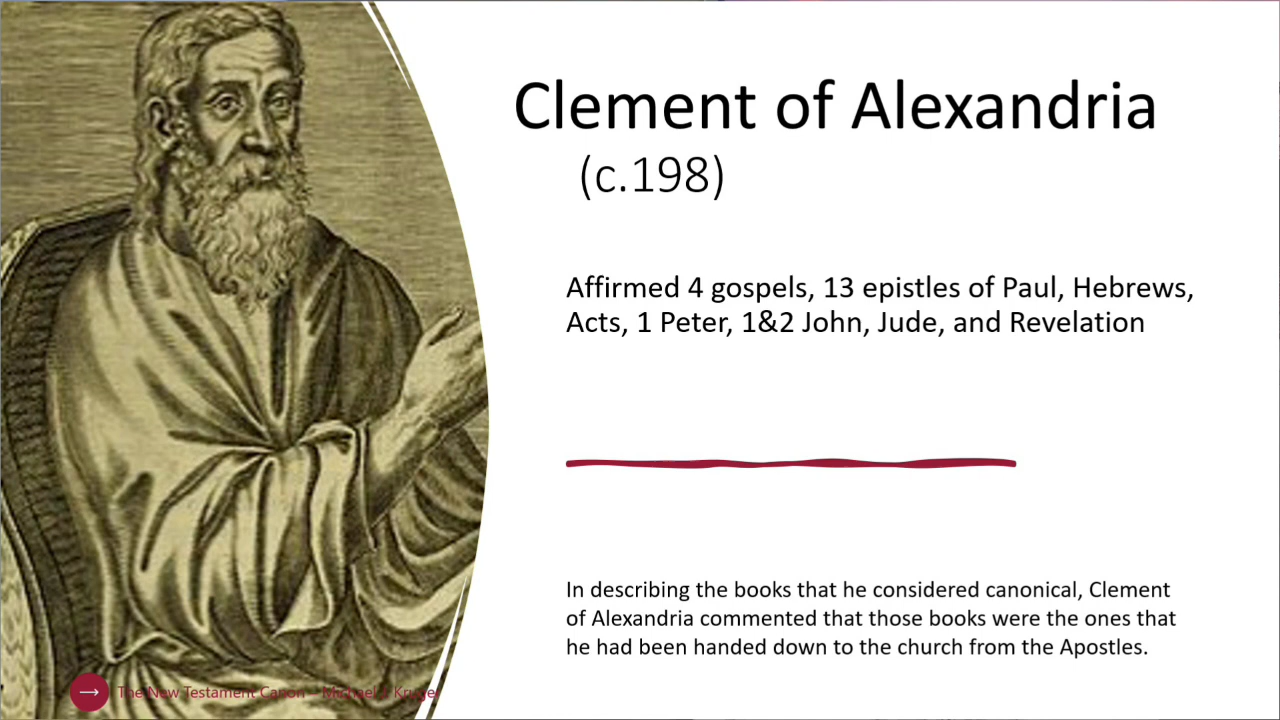 Clement of Alexandria
(c.198)
Affirmed 4 gospels, 13 epistles of Paul, Hebrews,
Acts, 1 Peter, 1&2 John, Jude, and Revelation
In describing the books that he considered canonical, Clement
of Alexandria commented that those books were the ones that
he had been handed down to the church from the Apostles.
The New Testament Canon – Michael J Kruger